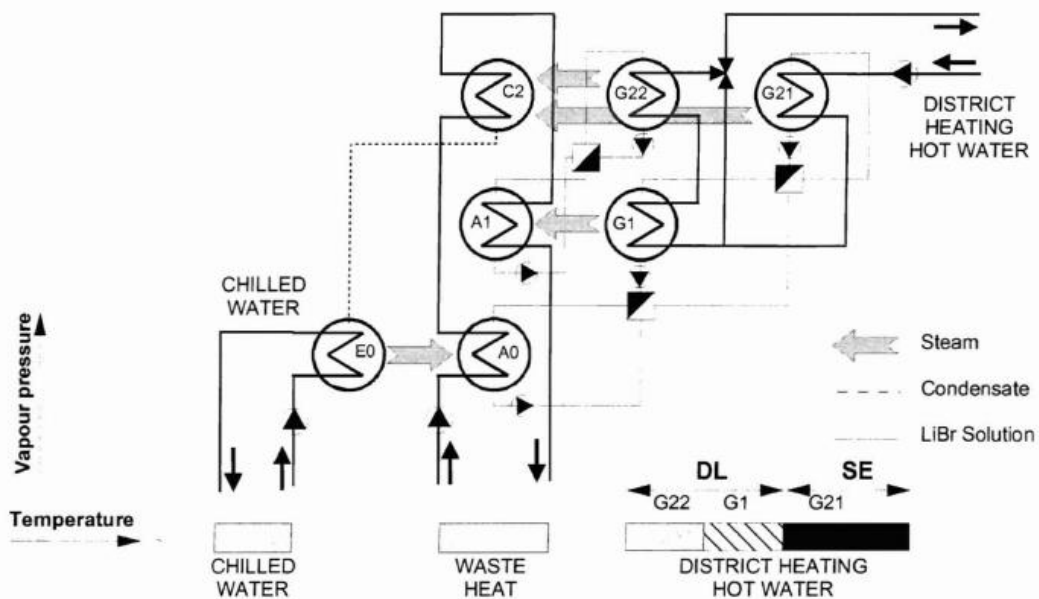 C2
G22
G21
DISTRICT
HEATING
HOT WATER
A1
G1
CHILLED
WATER
E0
A0
Vapour pressure
Steam
Condensate
LiBr Solution
DL
SE
G22
G1
G21
Temperature
CHILLED
WATER
WASTE
HEAT
DISTRICT HEATING
HOT WATER